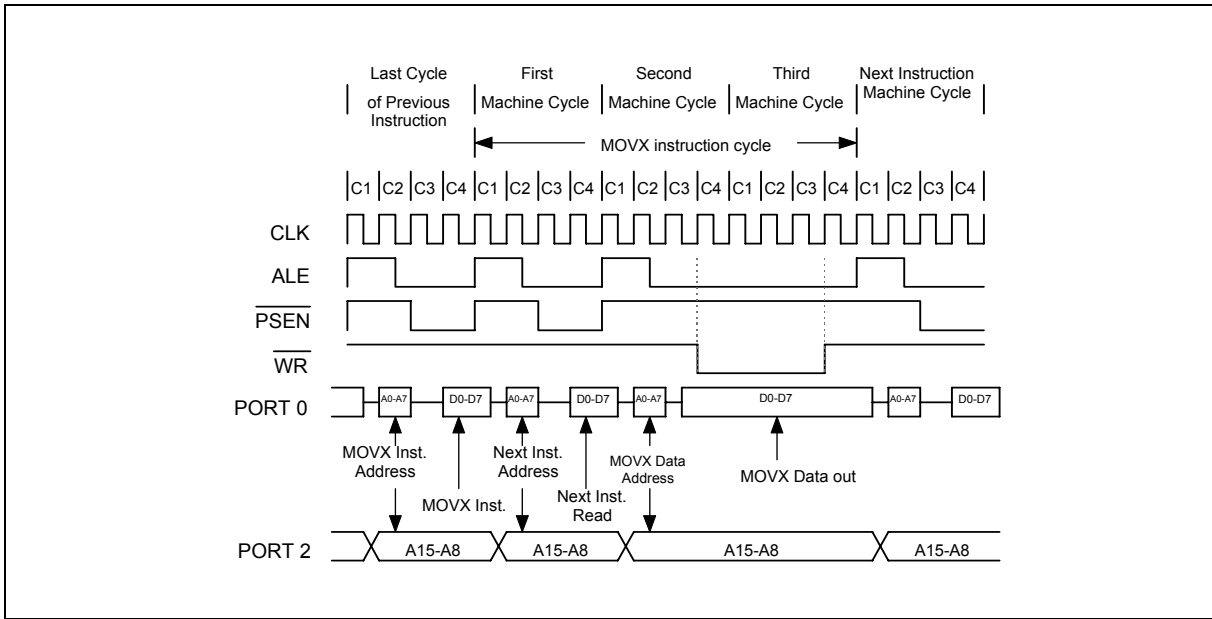 Last Cycle
of Previous
Instruction
First
Machine Cycle
Second
Machine Cycle
Third
Machine Cycle
Next Instruction
Machine Cycle
MOVX instruction cycle
C1 C2 C3 C4 C1 C2 C3 C4 C1 C2 C3 C4 C1 C2 C3 C4 C1 C2 C3 C4
CLK
ALE
PSEN
WR
PORT 0
A0-A7 D0-D7 A0-A7 D0-D7 A0-A7 D0-D7 A0-A7 D0-D7
MOVX Inst.
Address
MOVX Inst.
Next Inst.
Address
Next Inst.
Read
MOVX Data
Address
MOVX Data out
PORT 2
A15-A8 A15-A8 A15-A8 A15-A8